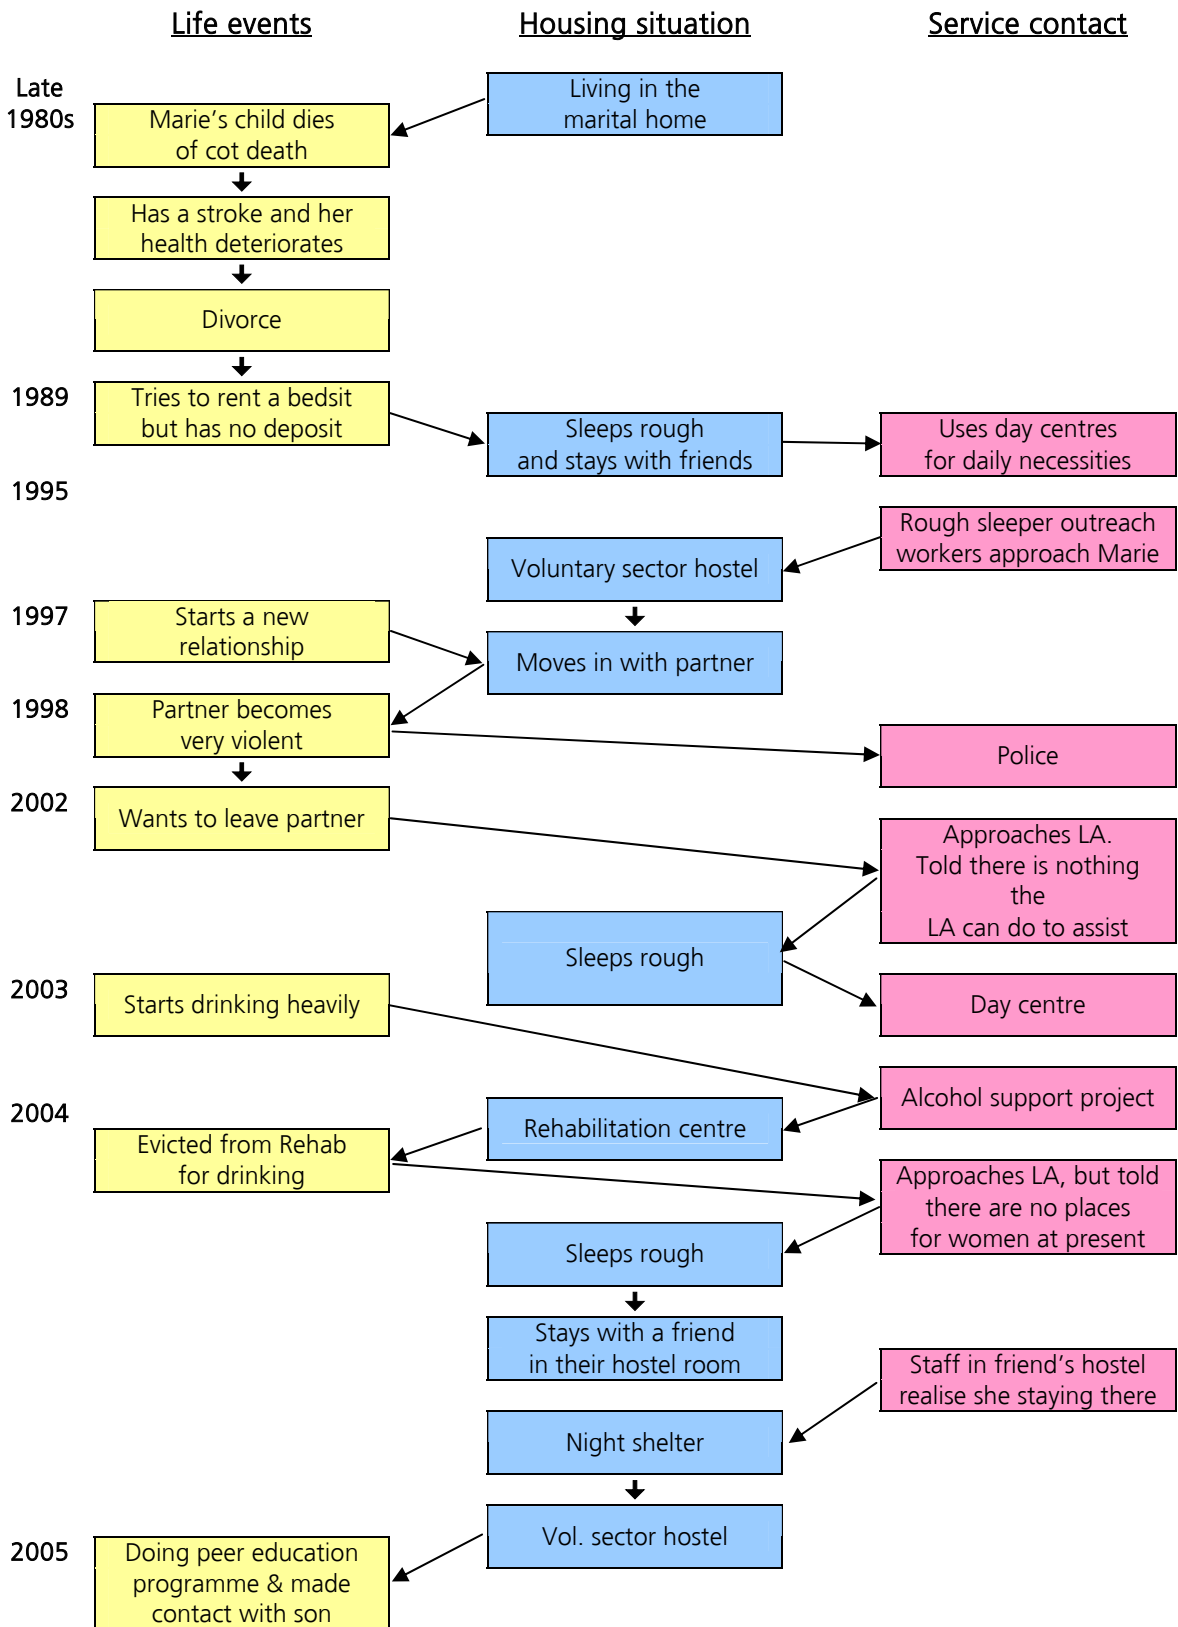 Life events
Housing situation
Service contact
Late
1980s
Living in the
marital home
Marie's child dies
of cot death
Has a stroke and her
health deteriorates
Divorce
1989
Tries to rent a bedsit
but has no deposit
Sleeps rough
and stays with friends
Uses day centres
for daily necessities
1995
Rough sleeper outreach
workers approach Marie
Voluntary sector hostel
1997
Starts a new
relationship
Moves in with partner
1998
Partner becomes
very violent
Police
2002
Wants to leave partner
Approaches LA.
Told there is nothing
the
LA can do to assist
Sleeps rough
2003
Starts drinking heavily
Day centre
Alcohol support project
2004
Rehabilitation centre
Evicted from Rehab
for drinking
Approaches LA, but told
there are no places
for women at present
Sleeps rough
Stays with a friend
in their hostel room
Staff in friend's hostel
realise she staying there
Night shelter
Vol. sector hostel
2005
Doing peer education
programme & made
contact with son